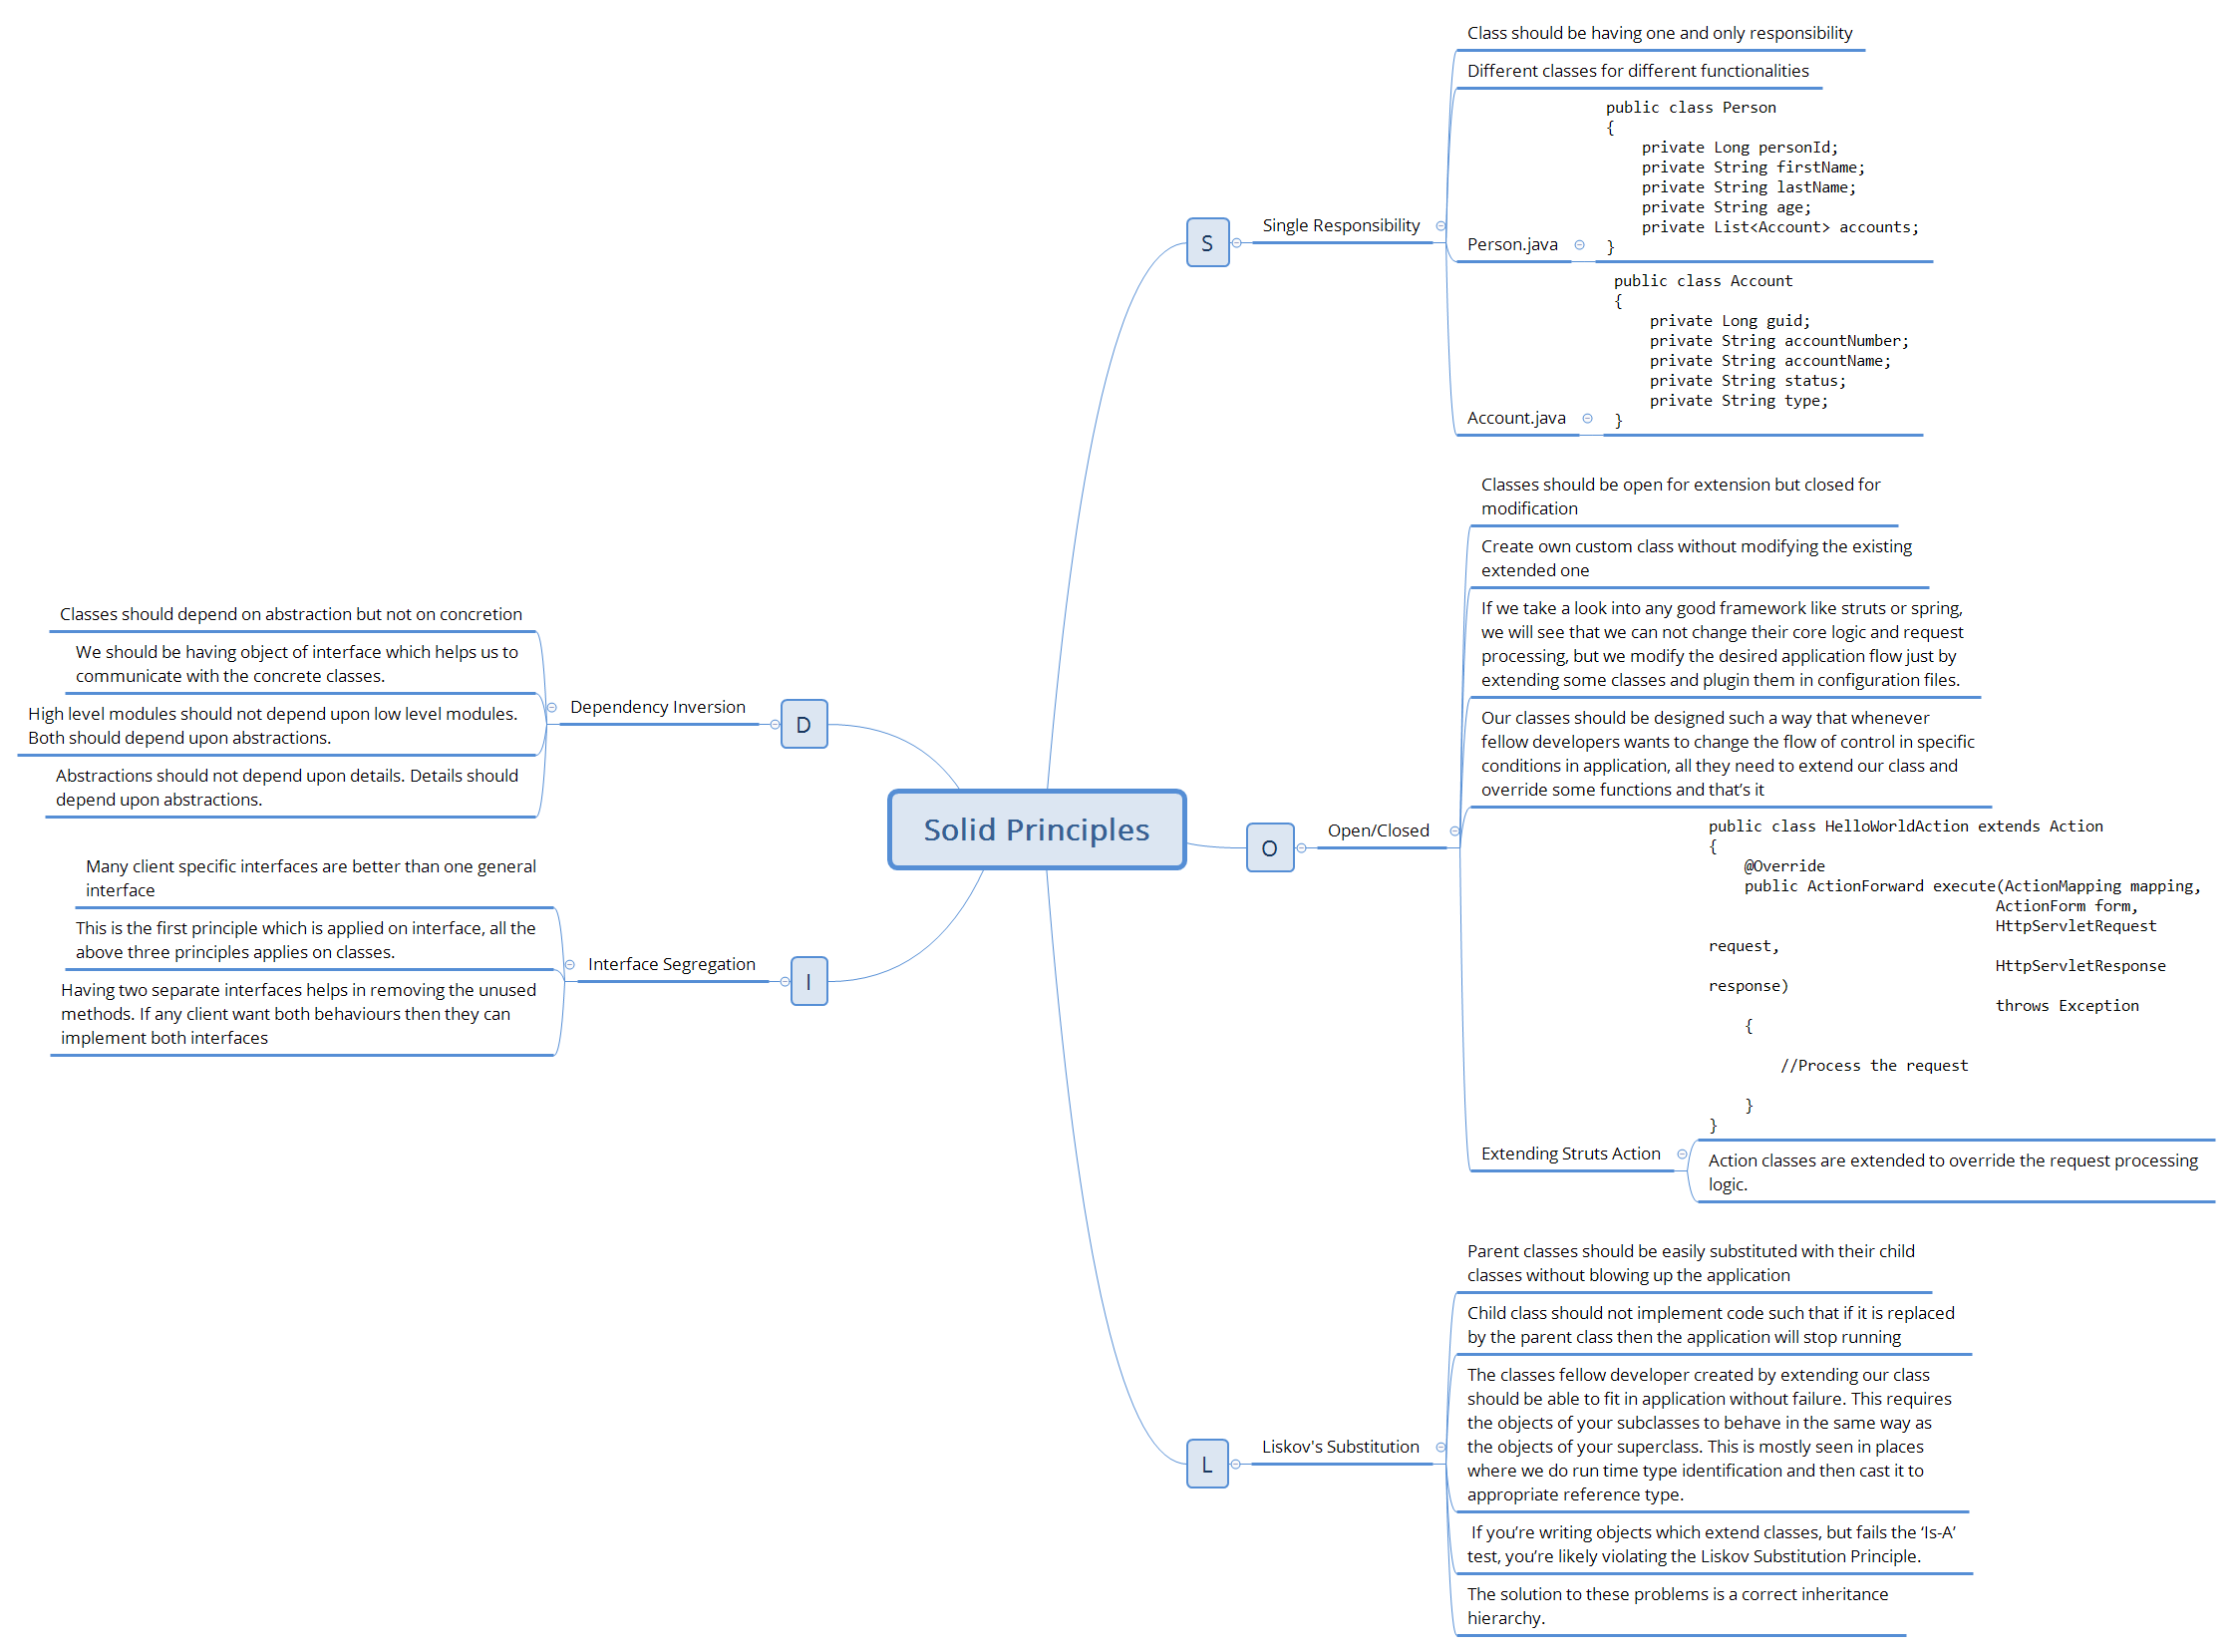 Solid Principles
S
Single Responsibility
Class should be having one and only responsibility
Different classes for different functionalities
Person.java
public class Person
{
    private Long personId;
    private String firstName;
    private String lastName;
    private String age;
    private List<Account> accounts;
}
Account.java
public class Account
{
    private Long guid;
    private String accountNumber;
    private String accountName;
    private String status;
    private String type;
}
O
Open/Closed
Classes should be open for extension but closed for
modification
Create own custom class without modifying the existing
extended one
If we take a look into any good framework like struts or spring,
we will see that we can not change their core logic and request
processing, but we modify the desired application flow just by
extending some classes and plugin them in configuration files.
Our classes should be designed such a way that whenever
fellow developers wants to change the flow of control in specific
conditions in application, all they need to extend our class and
override some functions and that’s it
Extending Struts Action
public class HelloWorldAction extends Action
{
    @Override
    public ActionForward execute(ActionMapping mapping,
                                ActionForm form,
                                HttpServletRequest
request,
                                HttpServletResponse
response)
                                throws Exception
    {
        //Process the request
    }
}
Action classes are extended to override the request processing
logic.
L
Liskov's Substitution
Parent classes should be easily substituted with their child
classes without blowing up the application
Child class should not implement code such that if it is replaced
by the parent class then the application will stop running
The classes fellow developer created by extending our class
should be able to fit in application without failure. This requires
the objects of your subclasses to behave in the same way as
the objects of your superclass. This is mostly seen in places
where we do run time type identification and then cast it to
appropriate reference type.
If you’re writing objects which extend classes, but fails the ‘Is-A’
test, you’re likely violating the Liskov Substitution Principle.
The solution to these problems is a correct inheritance
hierarchy.
I
Interface Segregation
Many client specific interfaces are better than one general
interface
This is the first principle which is applied on interface, all the
above three principles applies on classes.
Having two separate interfaces helps in removing the unused
methods. If any client want both behaviours then they can
implement both interfaces
D
Dependency Inversion
Classes should depend on abstraction but not on concretion
We should be having object of interface which helps us to
communicate with the concrete classes.
High level modules should not depend upon low level modules.
Both should depend upon abstractions.
Abstractions should not depend upon details. Details should
depend upon abstractions.